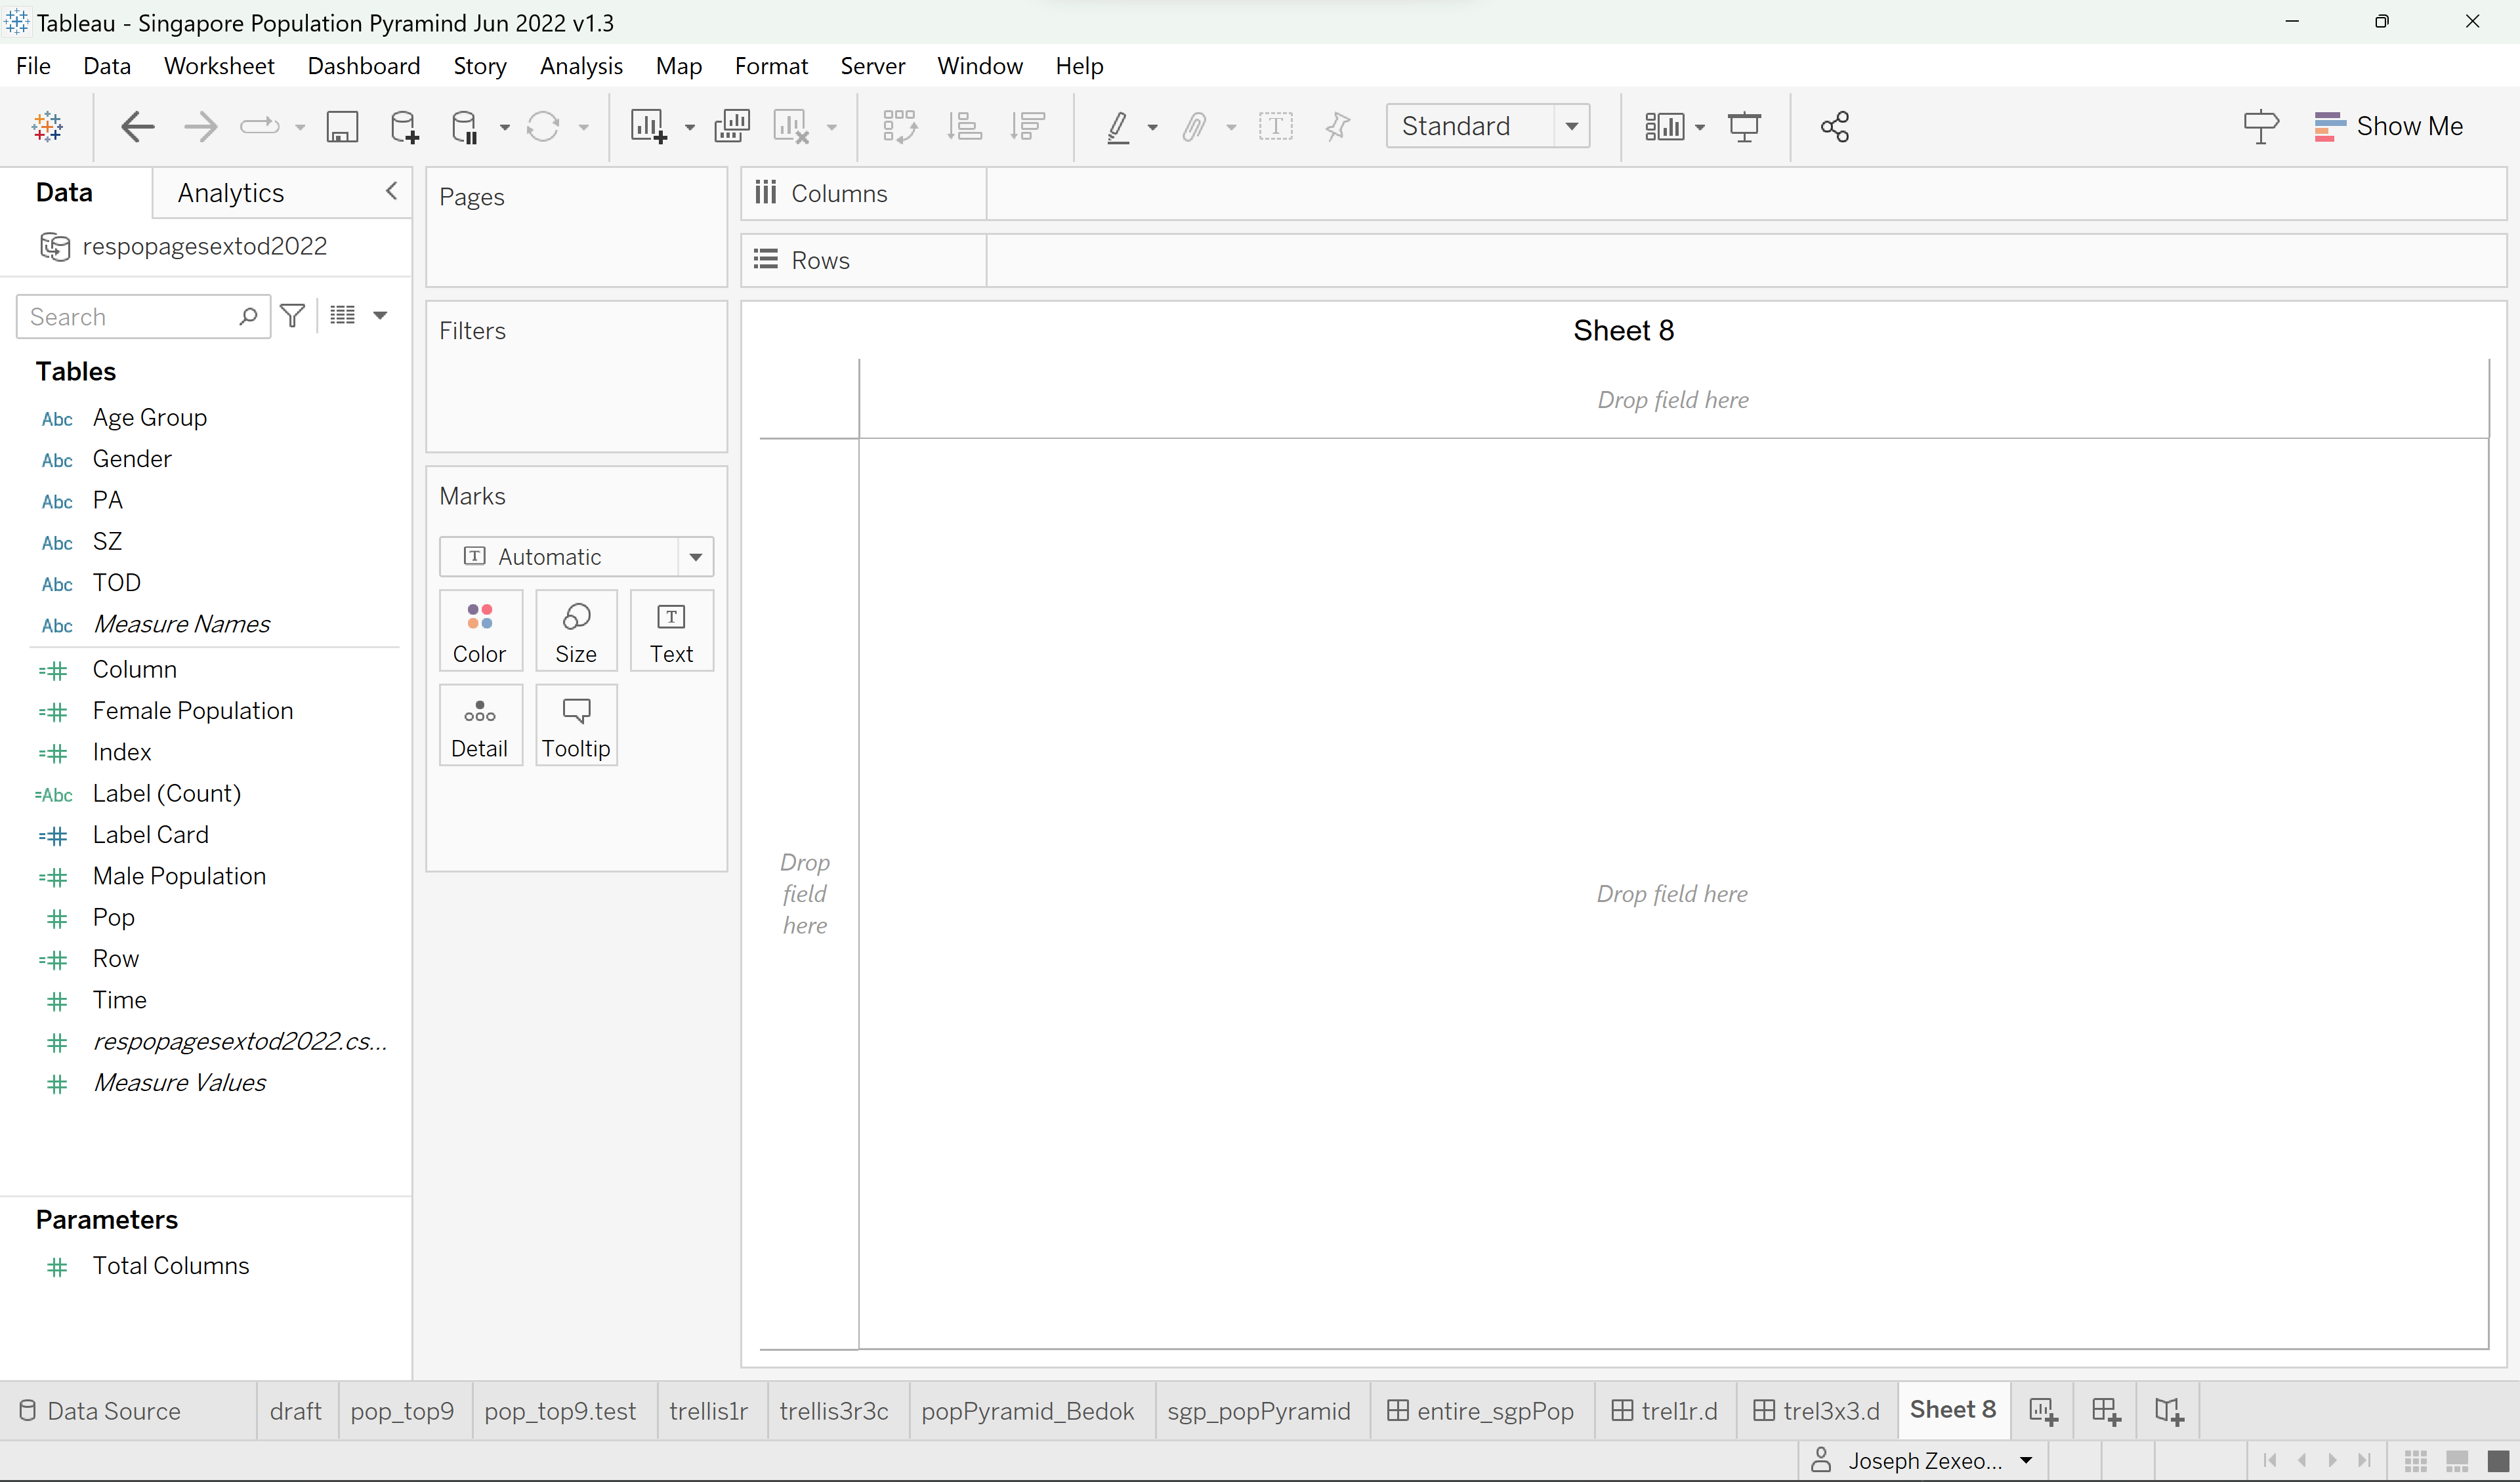 Tableau - Singapore Population Pyramind Jun 2022 v1.3
File Data Worksheet Dashboard Story Analysis Map Format Server Window Help
Standard
Show Me
Data
Analytics
respopagesextod2022
Search
Tables
Abc Age Group
Abc Gender
Abc PA
Abc SZ
Abc TOD
Abc Measure Names
=# Column
=# Female Population
=# Index
=Abc Label (Count)
=# Label Card
=# Male Population
# Pop
=# Row
# Time
# respopagesextod2022.cs...
# Measure Values
Parameters
# Total Columns
Pages
Filters
Marks
Automatic
Color Size Text
Detail Tooltip
Columns
Rows
Sheet 8
Drop field here
Drop
field
here
Drop field here
Data Source draft pop_top9 pop_top9.test trellis1r trellis3r3c popPyramid_Bedok sgp_popPyramid entire_sgpPop trel1r.d trel3x3.d Sheet 8
Joseph Zexeo...